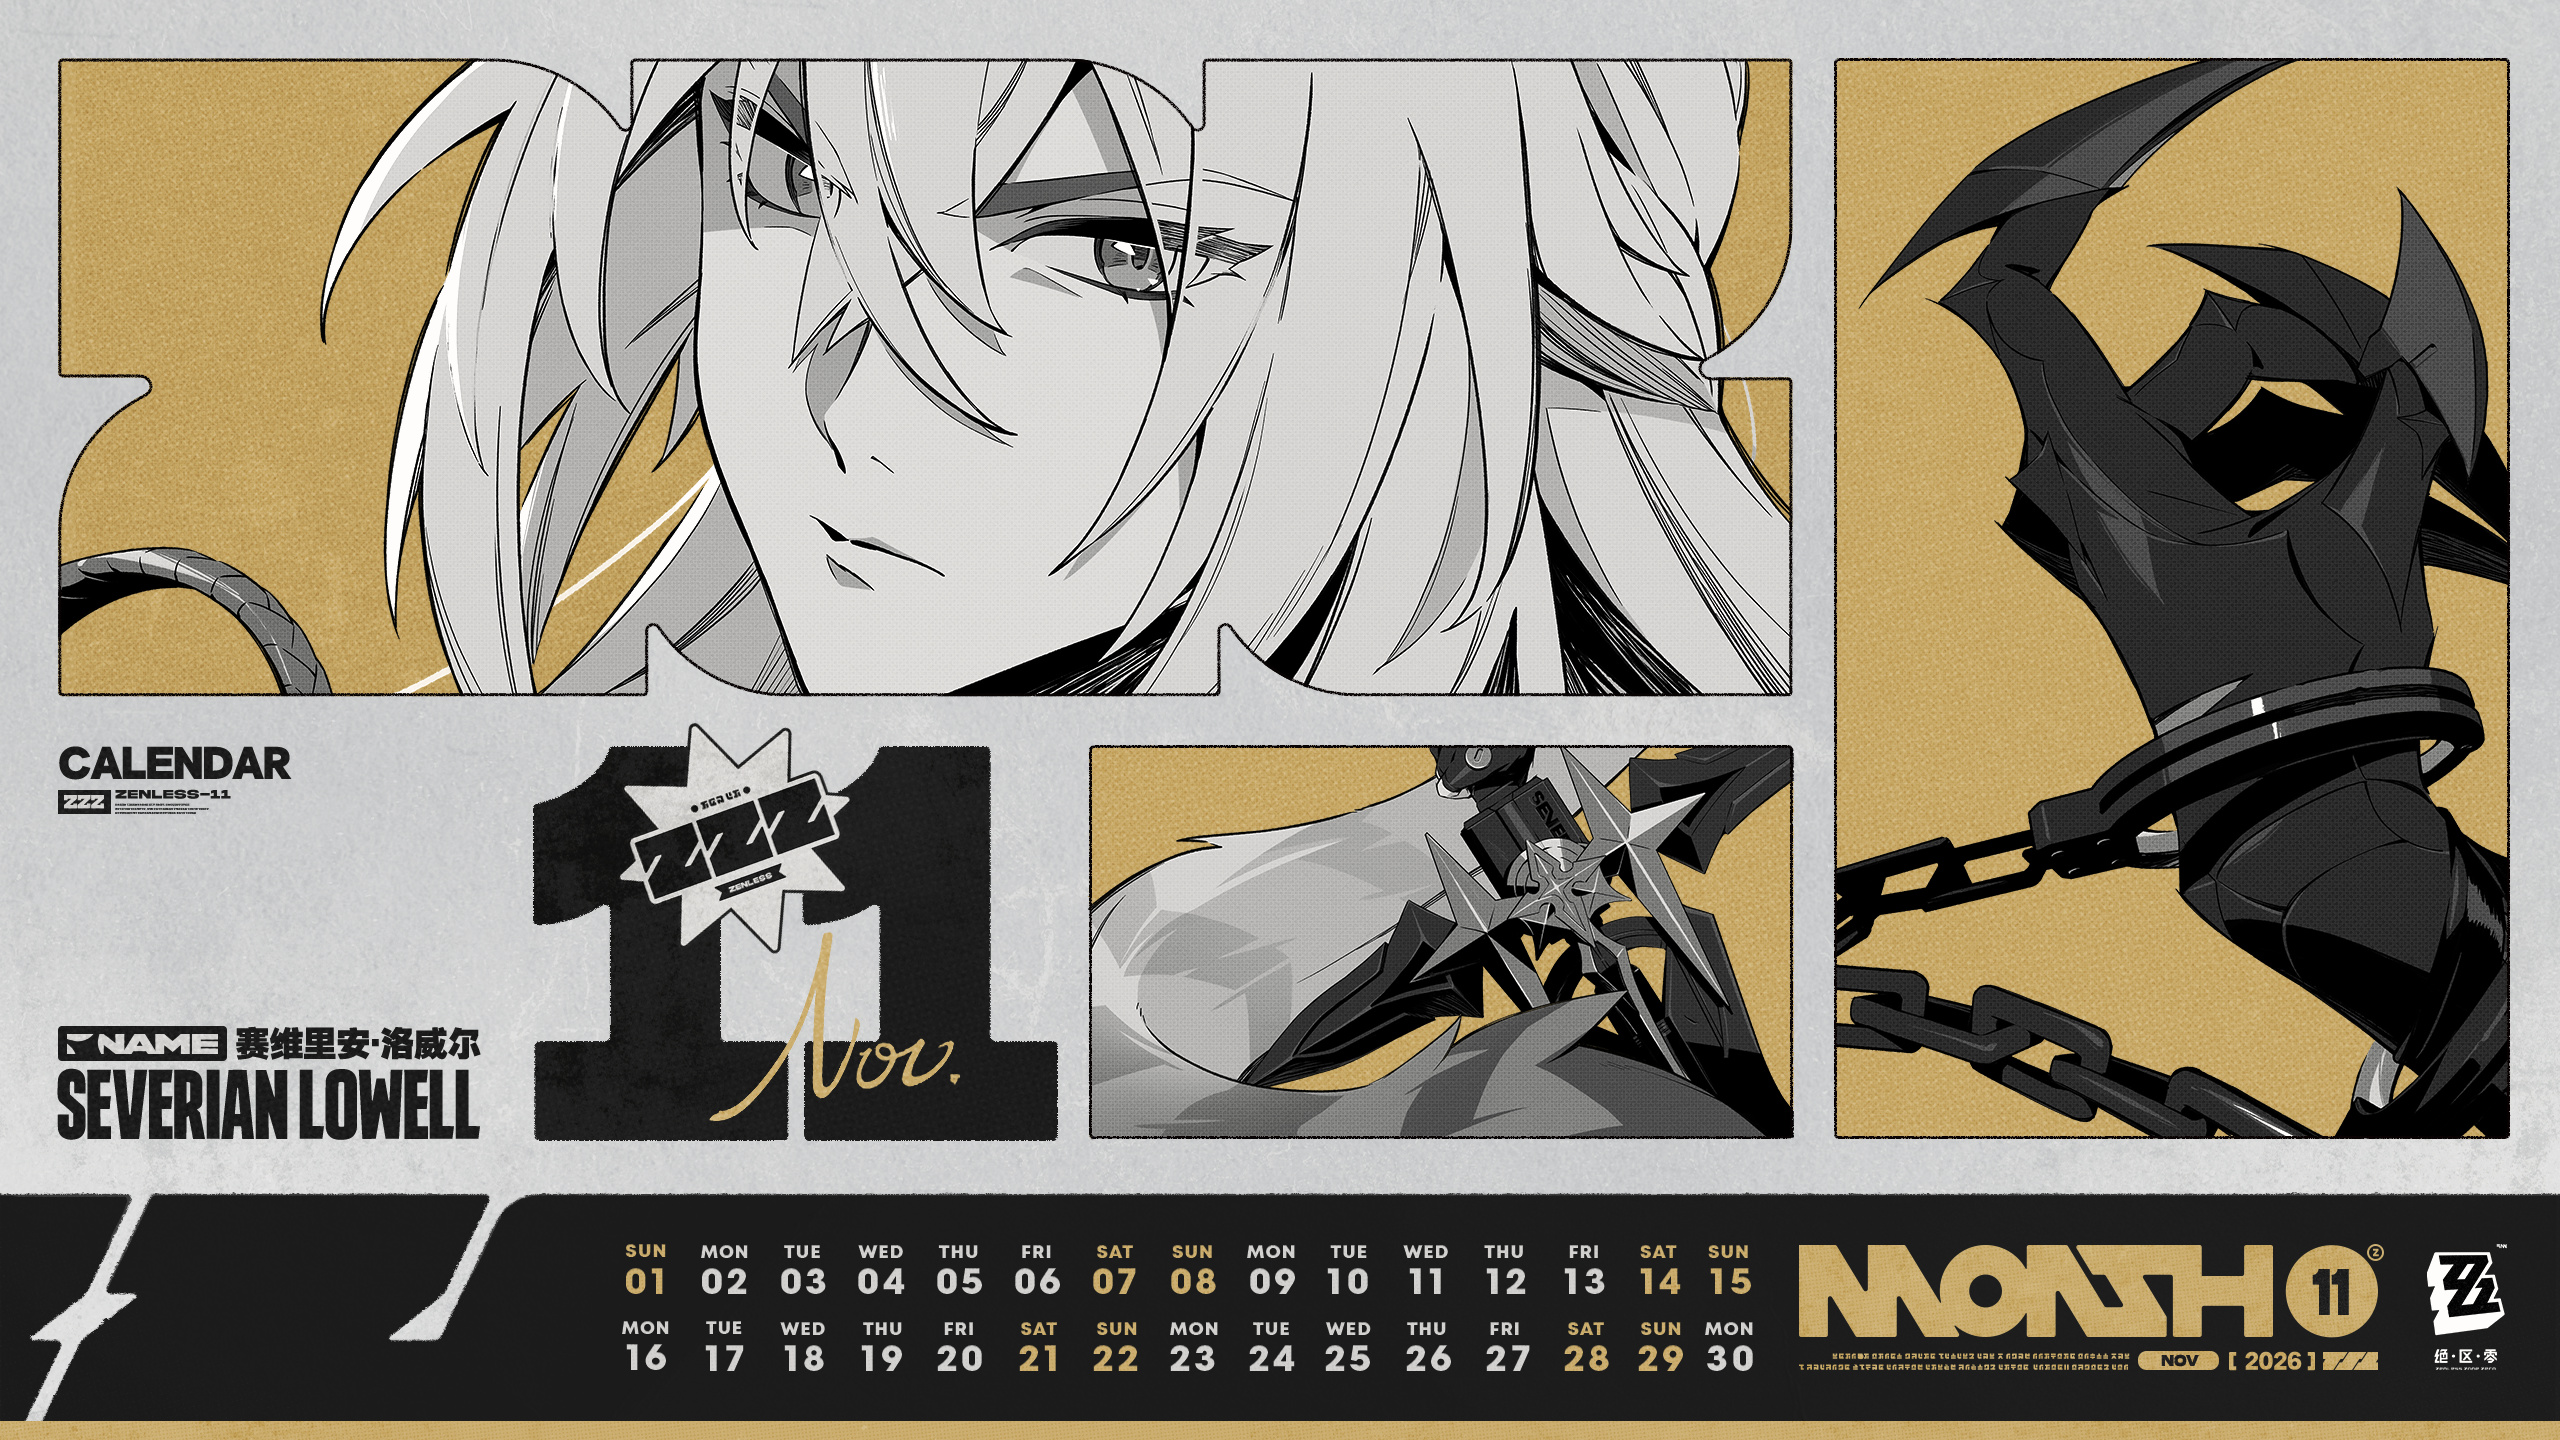 CALENDAR
ZZZ ZENLESS-11
ZZZ
ZENLESS
11
Nov.
NAME 赛维里安·洛威尔
SEVERIAN LOWELL
SUN MON TUE WED THU FRI SAT SUN MON TUE WED THU FRI SAT SUN
01 02 03 04 05 06 07 08 09 10 11 12 13 14 15
MON TUE WED THU FRI SAT SUN MON TUE WED THU FRI SAT SUN MON
16 17 18 19 20 21 22 23 24 25 26 27 28 29 30
MONTH 11
NOV [ 2026 ] ZZZ
绝·区·零
ZENLESS ZONE ZERO